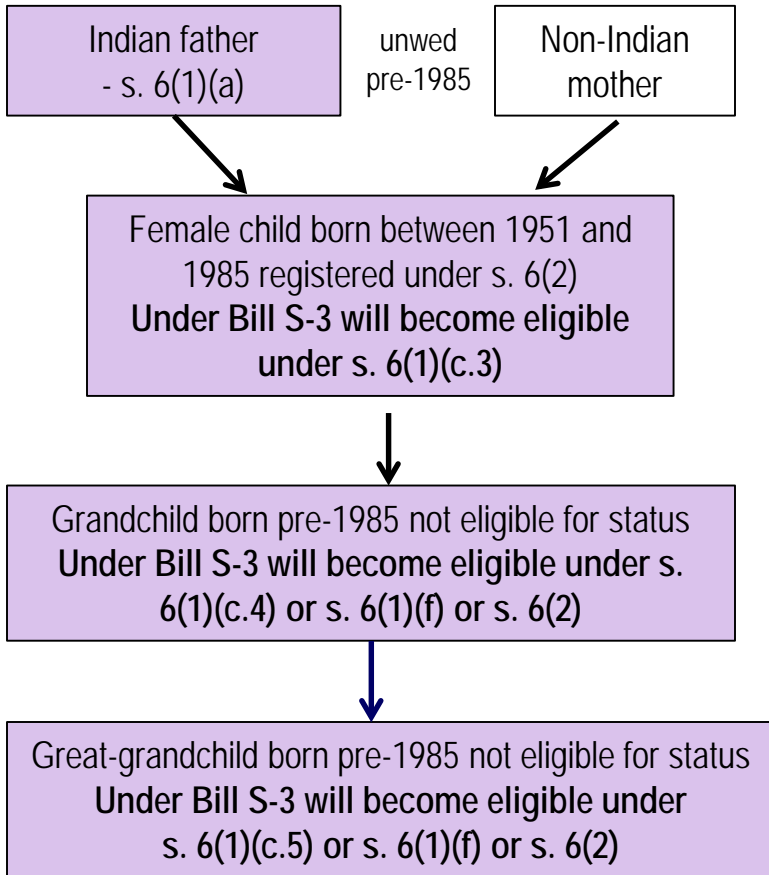 Indian father
- s. 6(1)(a)
unwed
pre-1985
Non-Indian
mother
Female child born between 1951 and
1985 registered under s. 6(2)
Under Bill S-3 will become eligible
under s. 6(1)(c.3)
Grandchild born pre-1985 not eligible for status
Under Bill S-3 will become eligible under s.
6(1)(c.4) or s. 6(1)(f) or s. 6(2)
Great-grandchild born pre-1985 not eligible for status
Under Bill S-3 will become eligible under
s. 6(1)(c.5) or s. 6(1)(f) or s. 6(2)